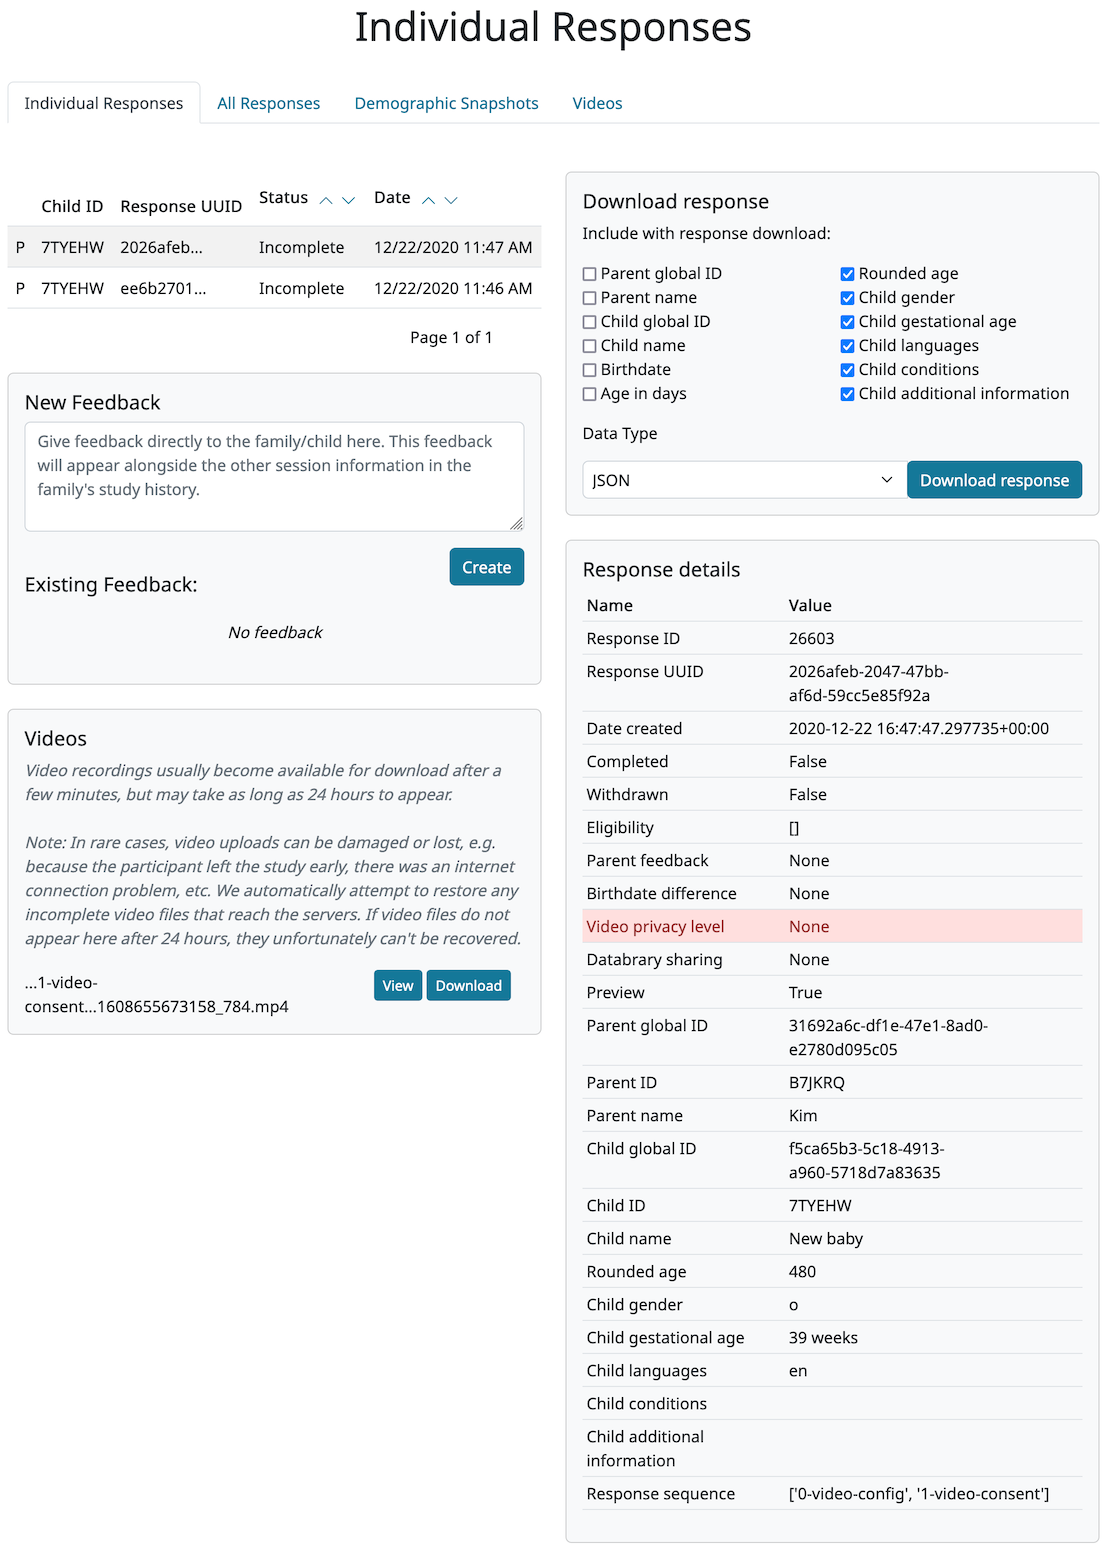 Individual Responses
Individual Responses
All Responses
Demographic Snapshots
Videos
Child ID Response UUID Status Date
P 7TYEHW 2026afeb... Incomplete 12/22/2020 11:47 AM
P 7TYEHW ee6b2701... Incomplete 12/22/2020 11:46 AM
Page 1 of 1
New Feedback
Give feedback directly to the family/child here. This feedback
will appear alongside the other session information in the
family's study history.
Create
Existing Feedback:
No feedback
Videos
Video recordings usually become available for download after a
few minutes, but may take as long as 24 hours to appear.
Note: In rare cases, video uploads can be damaged or lost, e.g.
because the participant left the study early, there was an internet
connection problem, etc. We automatically attempt to restore any
incomplete video files that reach the servers. If video files do not
appear here after 24 hours, they unfortunately can't be recovered.
...1-video-
consent...1608655673158_784.mp4
View Download
Download response
Include with response download:
Parent global ID
Parent name
Child global ID
Child name
Birthdate
Age in days
Rounded age
Child gender
Child gestational age
Child languages
Child conditions
Child additional information
Data Type
JSON
Download response
Response details
Name Value
Response ID 26603
Response UUID 2026afeb-2047-47bb-
af6d-59cc5e85f92a
Date created 2020-12-22 16:47:47.297735+00:00
Completed False
Withdrawn False
Eligibility []
Parent feedback None
Birthdate difference None
Video privacy level None
Databrary sharing None
Preview True
Parent global ID 31692a6c-df1e-47e1-8ad0-
e2780d095c05
Parent ID B7JKRQ
Parent name Kim
Child global ID f5ca65b3-5c18-4913-
a960-5718d7a83635
Child ID 7TYEHW
Child name New baby
Rounded age 480
Child gender o
Child gestational age 39 weeks
Child languages en
Child conditions
Child additional
information
Response sequence ['0-video-config', '1-video-consent']